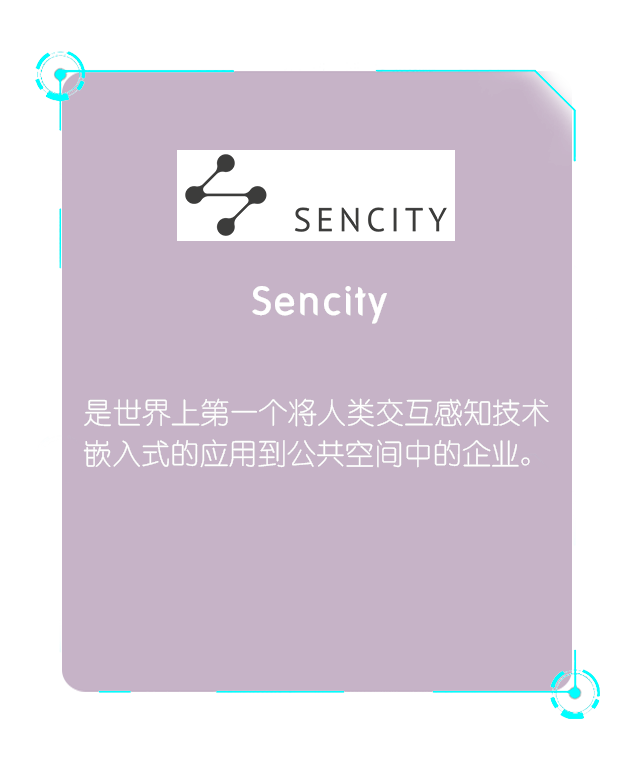 SENCITY
Sencity
是世界上第一个将人类交互感知技术
嵌入式的应用到公共空间中的企业。